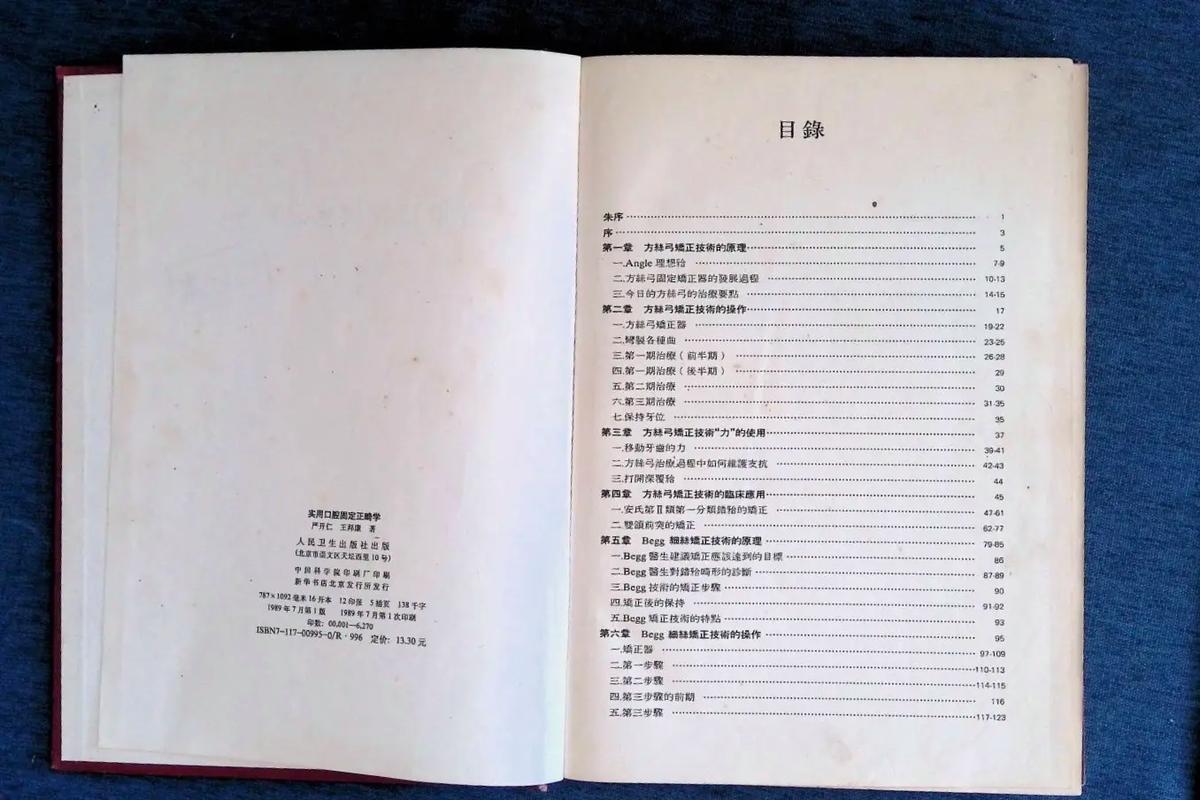 实用口腔固定正畸学
严开仁 王邦康 著
人民卫生出版社出版
(北京市崇文区天坛西里10号)
中国科学院印刷厂印刷
新华书店北京发行所发行
787×1092毫米16开本 12印张 5插页 138千字
1989年7月第1版 1989年7月第1次印刷
印数:00,001—6,270
ISBN7-117-00995-0/R·996 定价:13.30元
目錄
朱序 1
序 3
第一章 方絲弓矯正技術的原理 5
一.Angle 理想𬌗 7-9
二.方絲弓固定矯正器的發展過程 10-13
三.今日的方絲弓的治療要點 14-15
第二章 方絲弓矯正技術的操作 17
一.方絲弓矯正器 19-22
二.彎製各種曲 23-25
三.第一期治療(前半期) 26-28
四.第一期治療(後半期) 29
五.第二期治療 30
六.第三期治療 31-35
七.保持牙位 35
第三章 方絲弓矯正技術“力”的使用 37
一.移動牙齒的力 39-41
二.方絲弓治療過程中如何維護支抗 42-43
三.打開深覆𬌗 44
第四章 方絲弓矯正技術的臨床應用 45
一.安氏第Ⅱ類第一分類錯𬌗的矯正 47-61
二.雙頜前突的矯正 62-77
第五章 Begg 細絲矯正技術的原理 79-85
一.Begg 醫生建議矯正應該達到的目標 86
二.Begg 醫生對錯𬌗畸形的診斷 87-89
三.Begg 技術的矯正步驟 90
四.矯正後的保持 91-92
五.Begg 矯正技術的特點 93
第六章 Begg 細絲矯正技術的操作 95
一.矯正器 97-109
二.第一步驟 110-113
三.第二步驟 114-115
四.第三步驟的前期 116
五.第三步驟 117-123